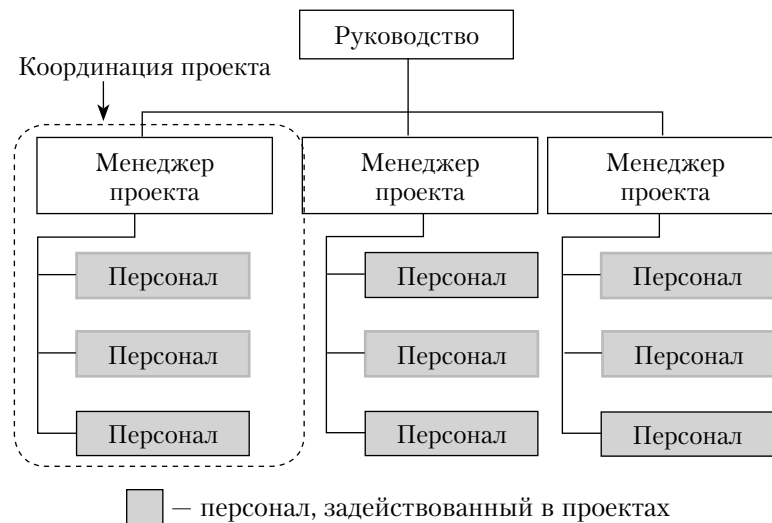 Руководство
Координация проекта
Менеджер
проекта
Менеджер
проекта
Менеджер
проекта
Персонал
Персонал
Персонал
Персонал
Персонал
Персонал
Персонал
Персонал
Персонал
— персонал, задействованный в проектах